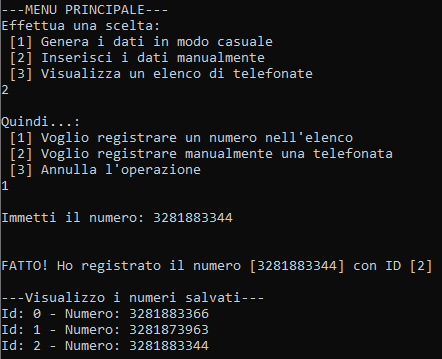 ---MENU PRINCIPALE---
Effettua una scelta:
[1] Genera i dati in modo casuale
[2] Inserisci i dati manualmente
[3] Visualizza un elenco di telefonate
2
Quindi...:
[1] Voglio registrare un numero nell'elenco
[2] Voglio registrare manualmente una telefonata
[3] Annulla l'operazione
1
Immetti il numero: 3281883344
FATTO! Ho registrato il numero [3281883344] con ID [2]
---Visualizzo i numeri salvati---
Id: 0 - Numero: 3281883366
Id: 1 - Numero: 3281873963
Id: 2 - Numero: 3281883344